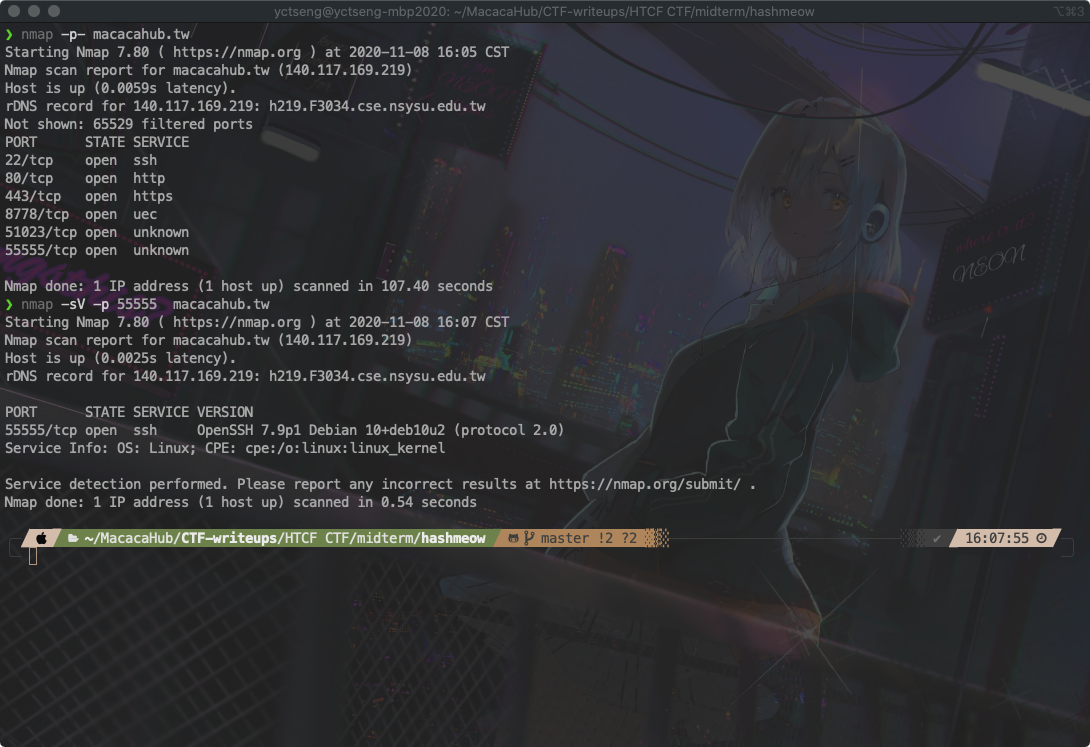 yctseng@yctseng-mbp2020: ~/MacacaHub/CTF-writeups/HTCF CTF/midterm/hashmeow
⌥⌘3
❯ nmap -p- macacahub.tw
Starting Nmap 7.80 ( https://nmap.org ) at 2020-11-08 16:05 CST
Nmap scan report for macacahub.tw (140.117.169.219)
Host is up (0.0059s latency).
rDNS record for 140.117.169.219: h219.F3034.cse.nsysu.edu.tw
Not shown: 65529 filtered ports
PORT      STATE SERVICE
22/tcp    open  ssh
80/tcp    open  http
443/tcp   open  https
8778/tcp  open  uec
51023/tcp open  unknown
55555/tcp open  unknown
Nmap done: 1 IP address (1 host up) scanned in 107.40 seconds
❯ nmap -sV -p 55555  macacahub.tw
Starting Nmap 7.80 ( https://nmap.org ) at 2020-11-08 16:07 CST
Nmap scan report for macacahub.tw (140.117.169.219)
Host is up (0.0025s latency).
rDNS record for 140.117.169.219: h219.F3034.cse.nsysu.edu.tw
PORT      STATE SERVICE VERSION
55555/tcp open  ssh     OpenSSH 7.9p1 Debian 10+deb10u2 (protocol 2.0)
Service Info: OS: Linux; CPE: cpe:/o:linux:linux_kernel
Service detection performed. Please report any incorrect results at https://nmap.org/submit/ .
Nmap done: 1 IP address (1 host up) scanned in 0.54 seconds
~/MacacaHub/CTF-writeups/HTCF CTF/midterm/hashmeow master !2 ?2 ✔ 16:07:55
where is it
NEON